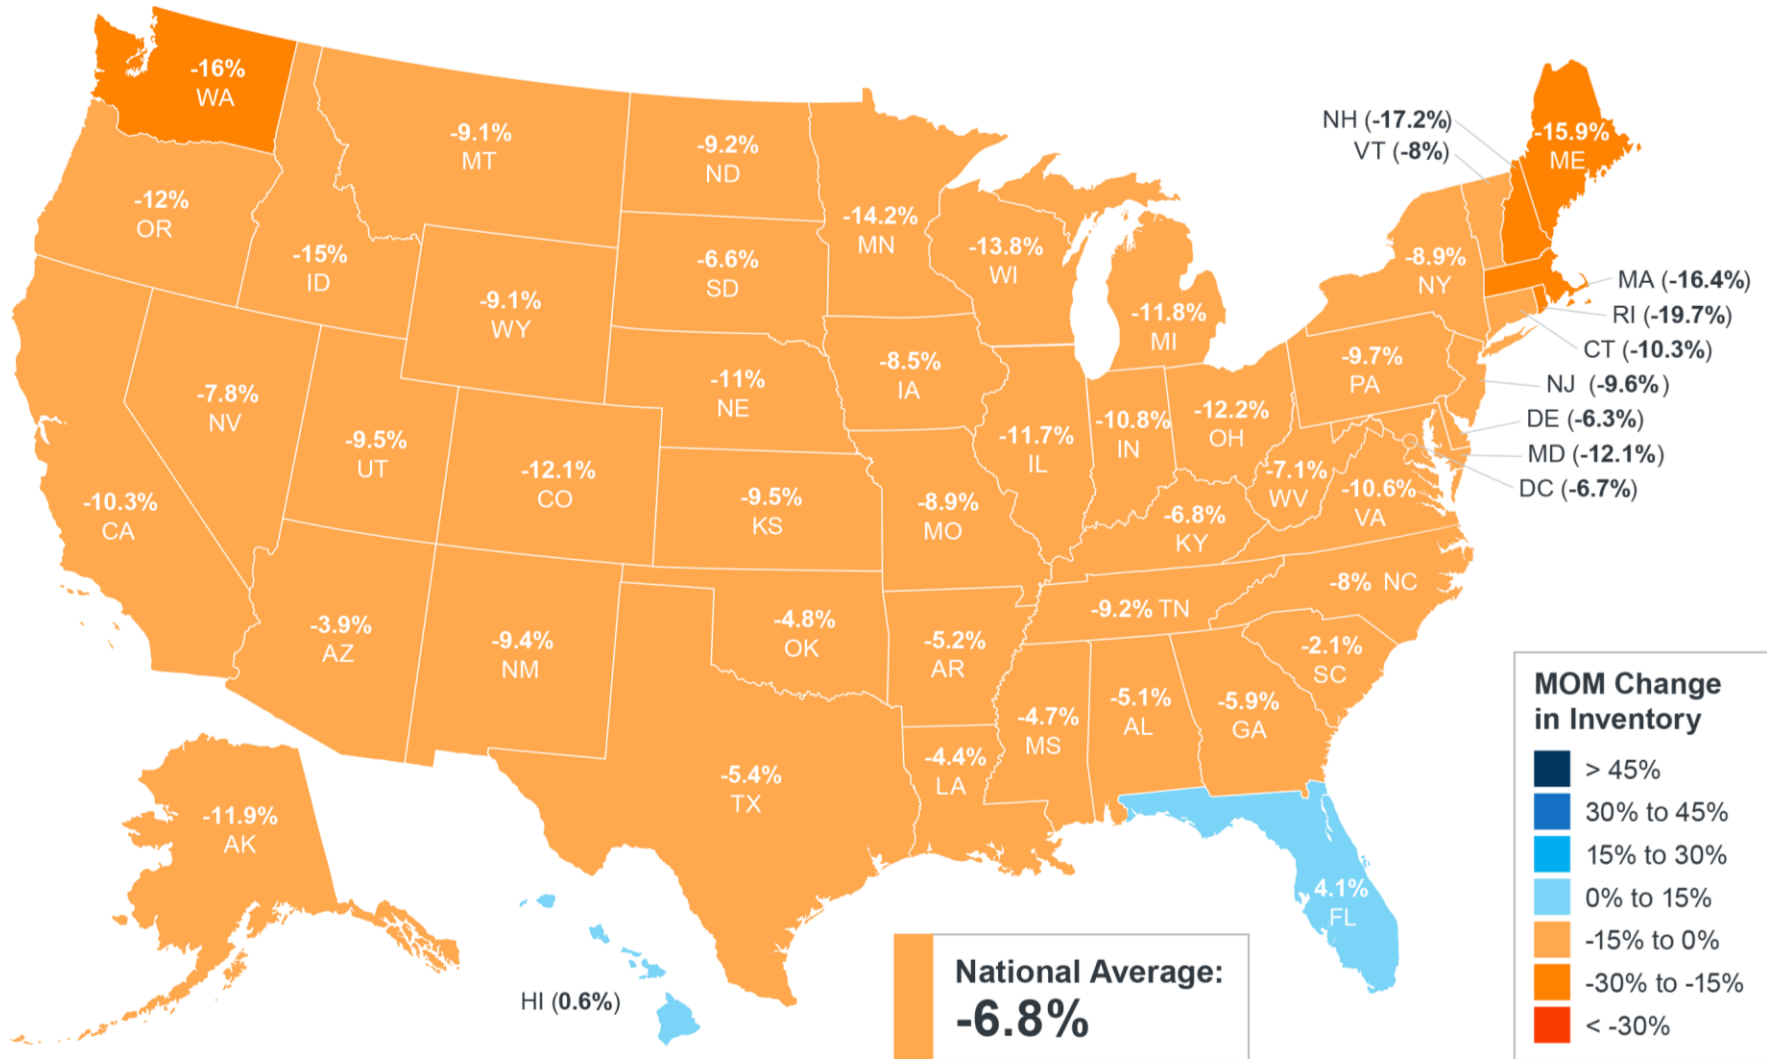 -16%
WA
-9.1%
MT
-9.2%
ND
-14.2%
MN
-13.8%
WI
-11.8%
MI
NH (-17.2%)
VT (-8%)
-15.9%
ME
-12%
OR
-15%
ID
-9.1%
WY
-6.6%
SD
-8.9%
NY
MA (-16.4%)
RI (-19.7%)
CT (-10.3%)
NJ (-9.6%)
DE (-6.3%)
MD (-12.1%)
DC (-6.7%)
-7.8%
NV
-9.5%
UT
-12.1%
CO
-11%
NE
-8.5%
IA
-11.7%
IL
-10.8%
IN
-12.2%
OH
-9.7%
PA
-10.3%
CA
-9.5%
KS
-8.9%
MO
-6.8%
KY
-7.1%
WV
-10.6%
VA
-3.9%
AZ
-9.4%
NM
-4.8%
OK
-5.2%
AR
-9.2% TN
-8% NC
-2.1%
SC
-5.4%
TX
-4.4%
LA
-4.7%
MS
-5.1%
AL
-5.9%
GA
4.1%
FL
-11.9%
AK
HI (0.6%)
National Average:
-6.8%
MOM Change
in Inventory
> 45%
30% to 45%
15% to 30%
0% to 15%
-15% to 0%
-30% to -15%
< -30%